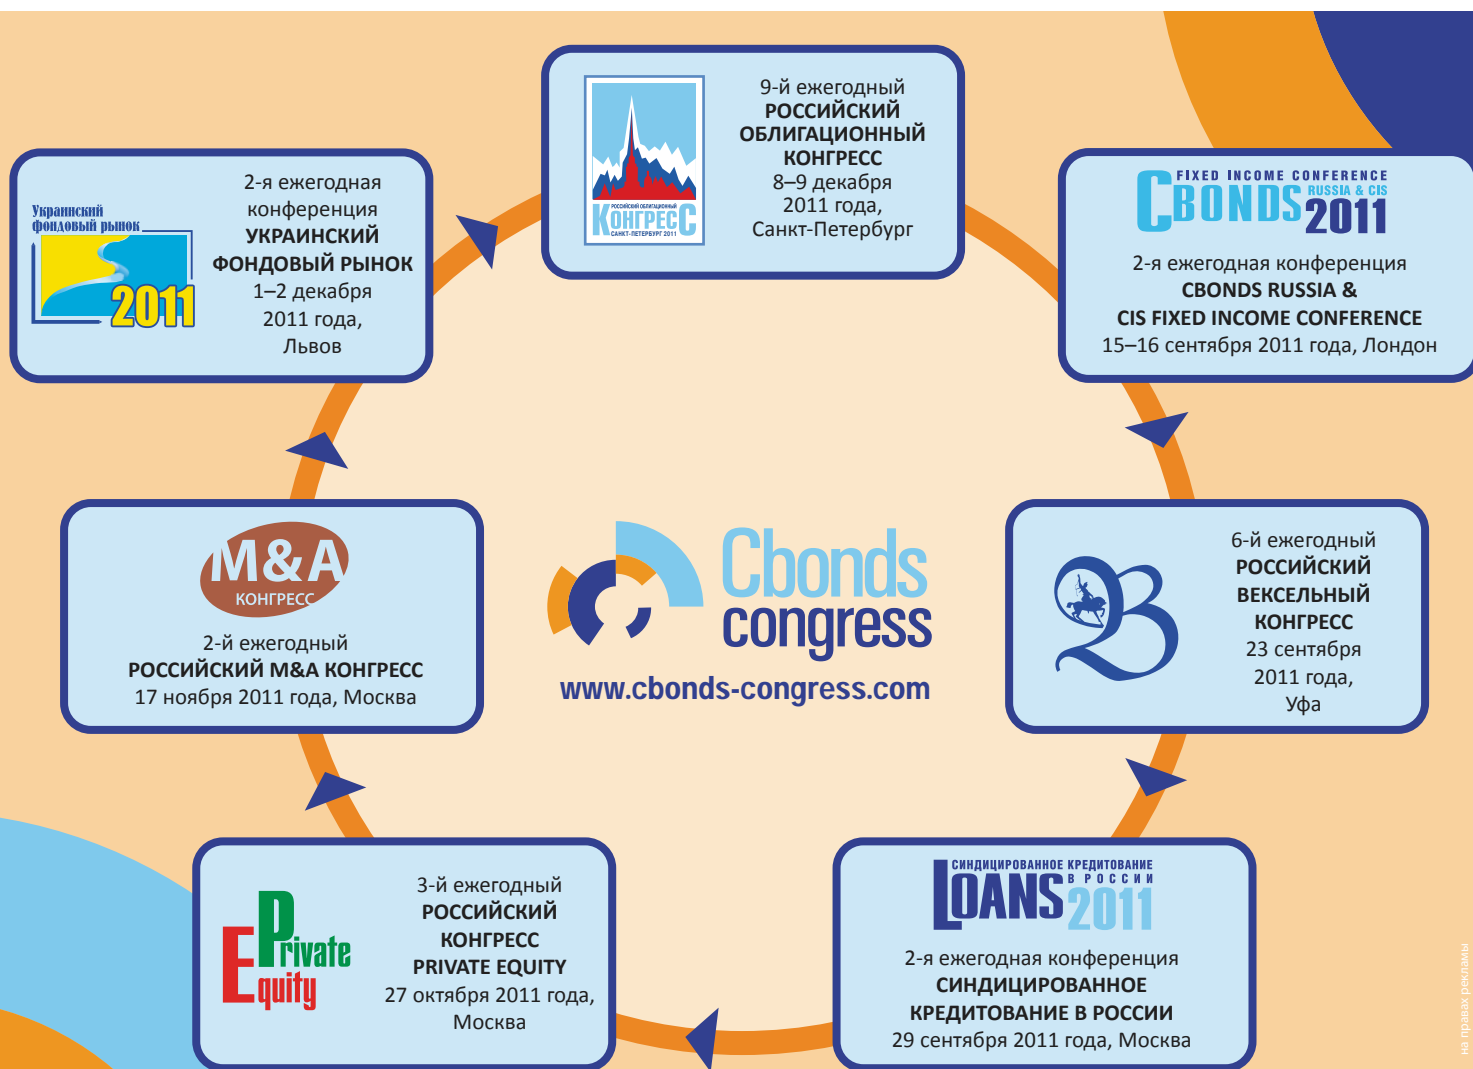 РОССИЙСКИЙ ОБЛИГАЦИОННЫЙ
КОНГРЕСС
САНКТ-ПЕТЕРБУРГ 2011
9-й ежегодный
РОССИЙСКИЙ
ОБЛИГАЦИОННЫЙ
КОНГРЕСС
8–9 декабря
2011 года,
Санкт-Петербург
Украинский
фондовый рынок
2011
2-я ежегодная
конференция
УКРАИНСКИЙ
ФОНДОВЫЙ РЫНОК
1–2 декабря
2011 года,
Львов
FIXED INCOME CONFERENCE
RUSSIA & CIS
CBONDS 2011
2-я ежегодная конференция
CBONDS RUSSIA &
CIS FIXED INCOME CONFERENCE
15–16 сентября 2011 года, Лондон
M&A
КОНГРЕСС
2-й ежегодный
РОССИЙСКИЙ M&A КОНГРЕСС
17 ноября 2011 года, Москва
Cbonds
congress
www.cbonds-congress.com
В
6-й ежегодный
РОССИЙСКИЙ
ВЕКСЕЛЬНЫЙ
КОНГРЕСС
23 сентября
2011 года,
Уфа
Private
Equity
3-й ежегодный
РОССИЙСКИЙ
КОНГРЕСС
PRIVATE EQUITY
27 октября 2011 года,
Москва
СИНДИЦИРОВАННОЕ КРЕДИТОВАНИЕ
В РОССИИ
LOANS 2011
2-я ежегодная конференция
СИНДИЦИРОВАННОЕ
КРЕДИТОВАНИЕ В РОССИИ
29 сентября 2011 года, Москва
на правах рекламы